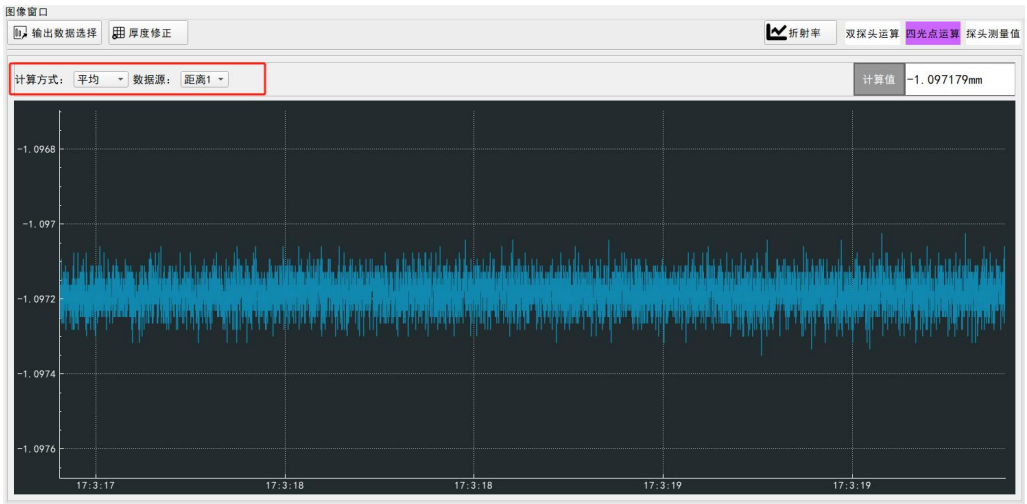 图像窗口
输出数据选择 厚度修正 折射率 双探头运算 四光点运算 探头测量值
计算方式： 平均 数据源： 距离1 计算值 -1.097179mm
-1.0968
-1.097
-1.0972
-1.0974
-1.0976
17:3:17 17:3:18 17:3:18 17:3:19 17:3:19